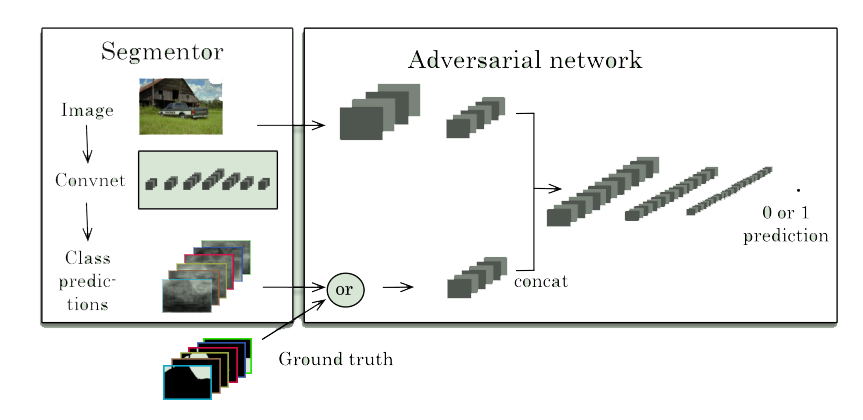 Segmentor
Adversarial network
Image
Convnet
Class
predic-
tions
or
concat
0 or 1
prediction
Ground truth